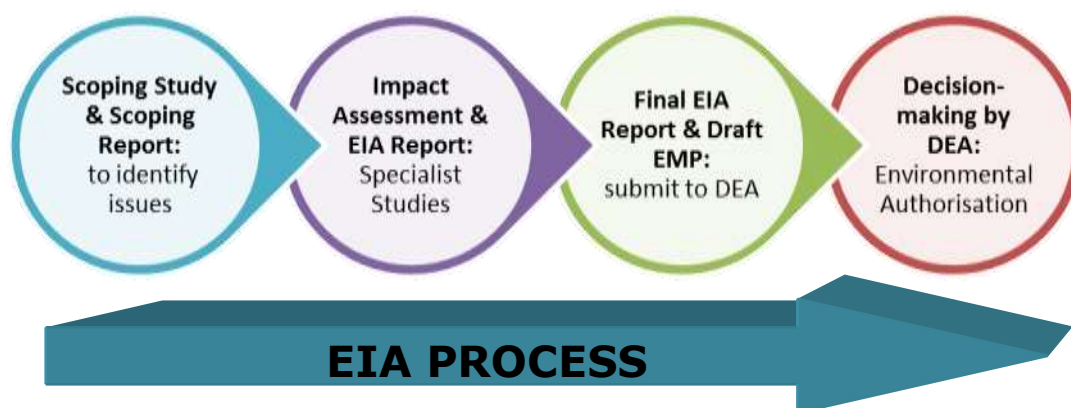 Scoping Study
& Scoping
Report:
to identify
issues
Impact
Assessment &
EIA Report:
Specialist
Studies
Final EIA
Report & Draft
EMP:
submit to DEA
Decision-
making by
DEA:
Environmental
Authorisation
EIA PROCESS